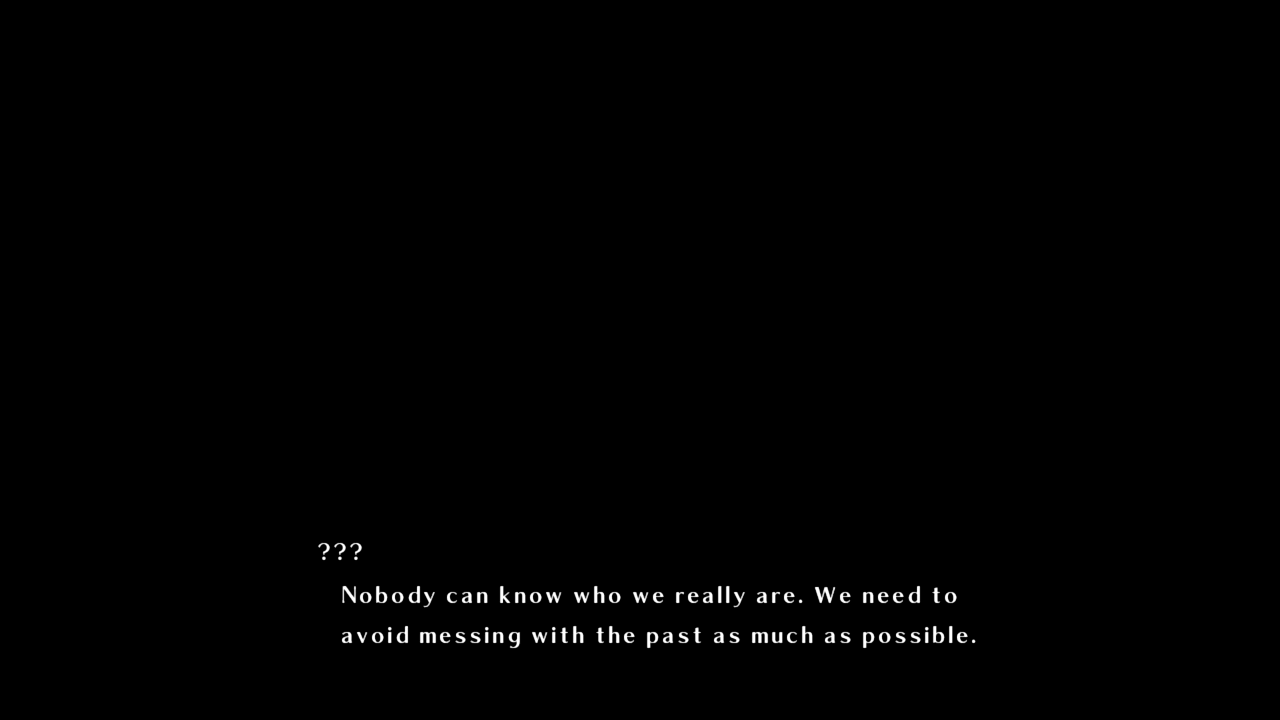 ???
Nobody can know who we really are. We need to
avoid messing with the past as much as possible.